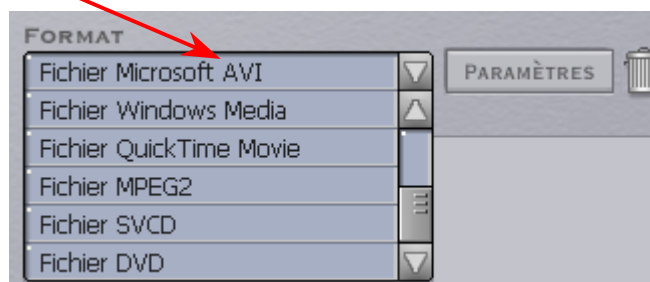 FORMAT
Fichier Microsoft AVI
PARAMÈTRES
Fichier Windows Media
Fichier QuickTime Movie
Fichier MPEG2
Fichier SVCD
Fichier DVD